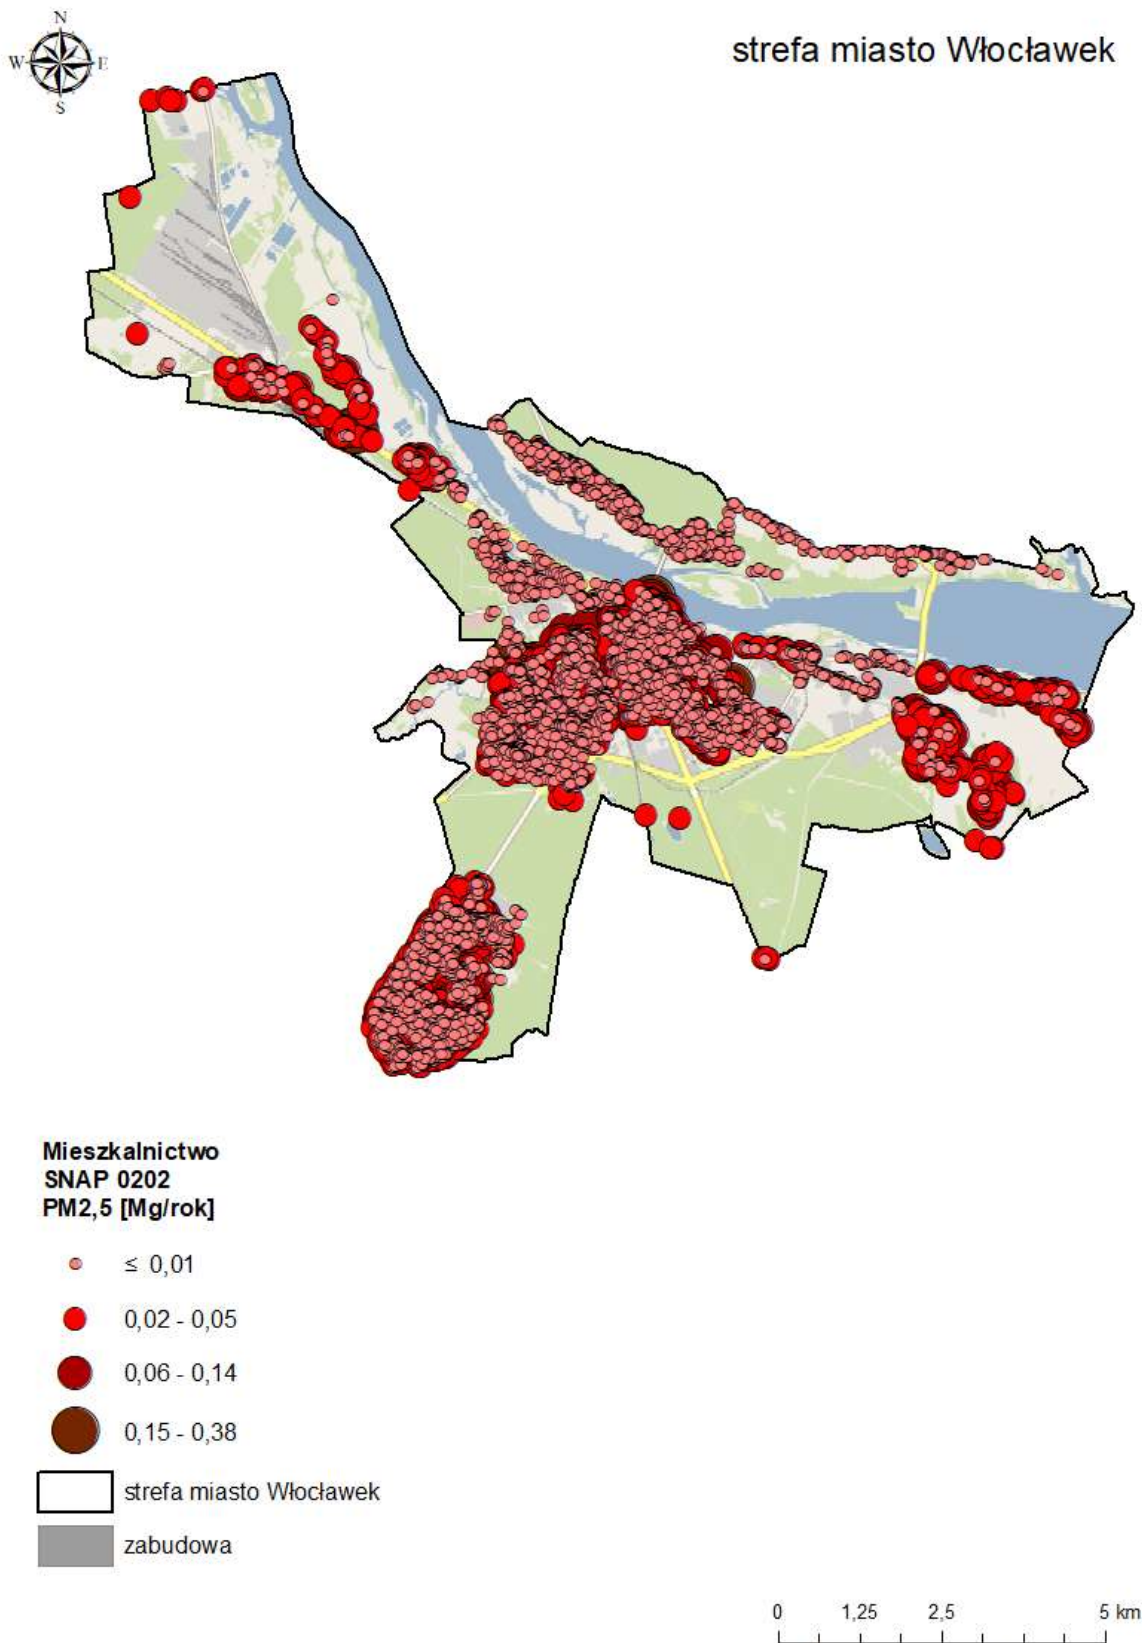 N
W E
S
strefa miasto Włocławek
Mieszkalnictwo
SNAP 0202
PM2,5 [Mg/rok]
≤ 0,01
0,02 - 0,05
0,06 - 0,14
0,15 - 0,38
strefa miasto Włocławek
zabudowa
0 1,25 2,5 5 km